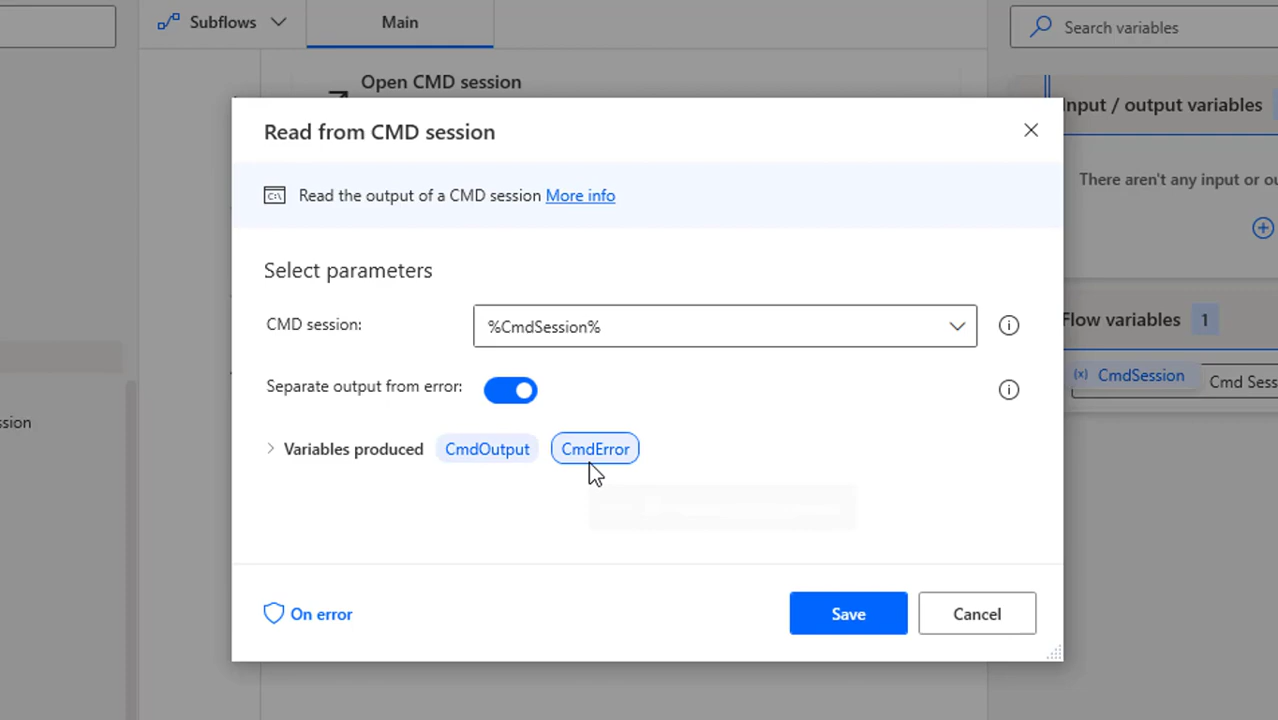 Subflows
Main
Search variables
Open CMD session
Input / output variables
Read from CMD session
Read the output of a CMD session More info
There aren't any input or ou
Select parameters
CMD session:
%CmdSession%
Flow variables 1
Separate output from error:
(x) CmdSession
Cmd Sess
ssion
Variables produced CmdOutput CmdError
On error
Save
Cancel